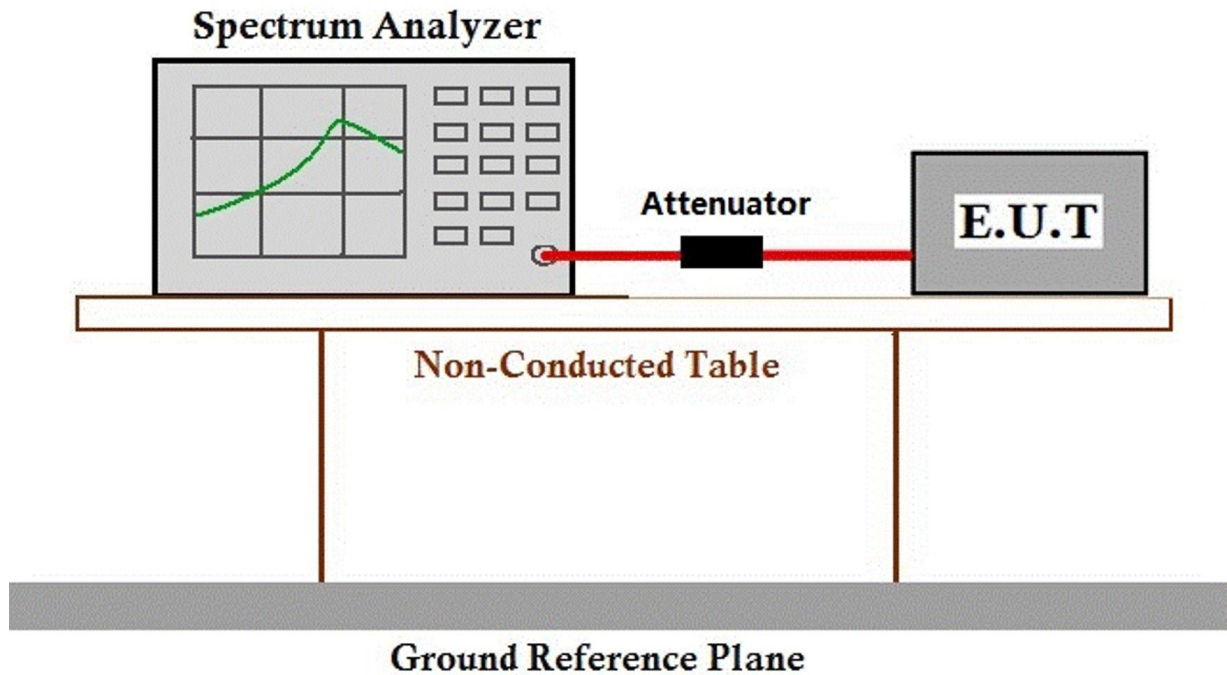 Spectrum Analyzer
Attenuator
E.U.T
Non-Conducted Table
Ground Reference Plane